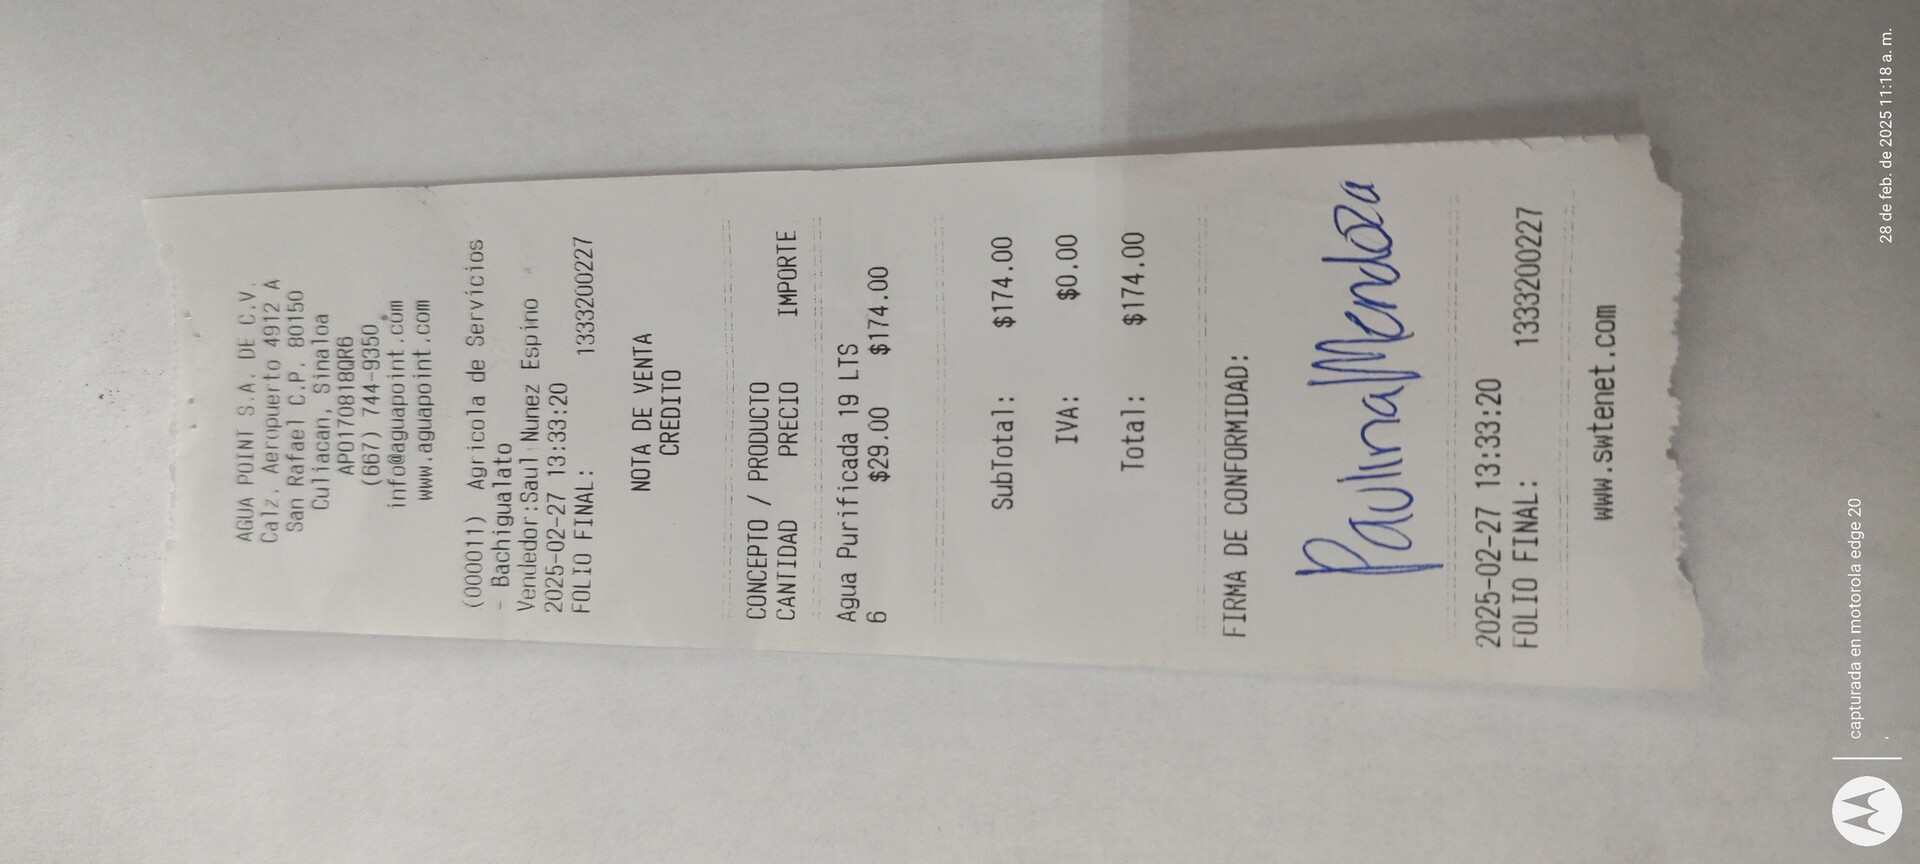 AGUA POINT S.A. DE C.V.
Calz. Aeropuerto 4912 A
San Rafael C.P. 80150
Culiacan, Sinaloa
APO170818QR6
(667) 744-9350
info@aguapoint.com
www.aguapoint.com
(000011) Agricola de Servicios
- Bachigualato
Vendedor:Saul Nunez Espino
2025-02-27 13:33:20
FOLIO FINAL: 1333200227
NOTA DE VENTA
CREDITO
CONCEPTO / PRODUCTO
CANTIDAD PRECIO IMPORTE
Agua Purificada 19 LTS
6 $29.00 $174.00
SubTotal: $174.00
IVA: $0.00
Total: $174.00
FIRMA DE CONFORMIDAD:
Paulina Mendoza
2025-02-27 13:33:20
FOLIO FINAL: 1333200227
www.swtenet.com
capturada en motorola edge 20
28 de feb. de 2025 11:18 a. m.